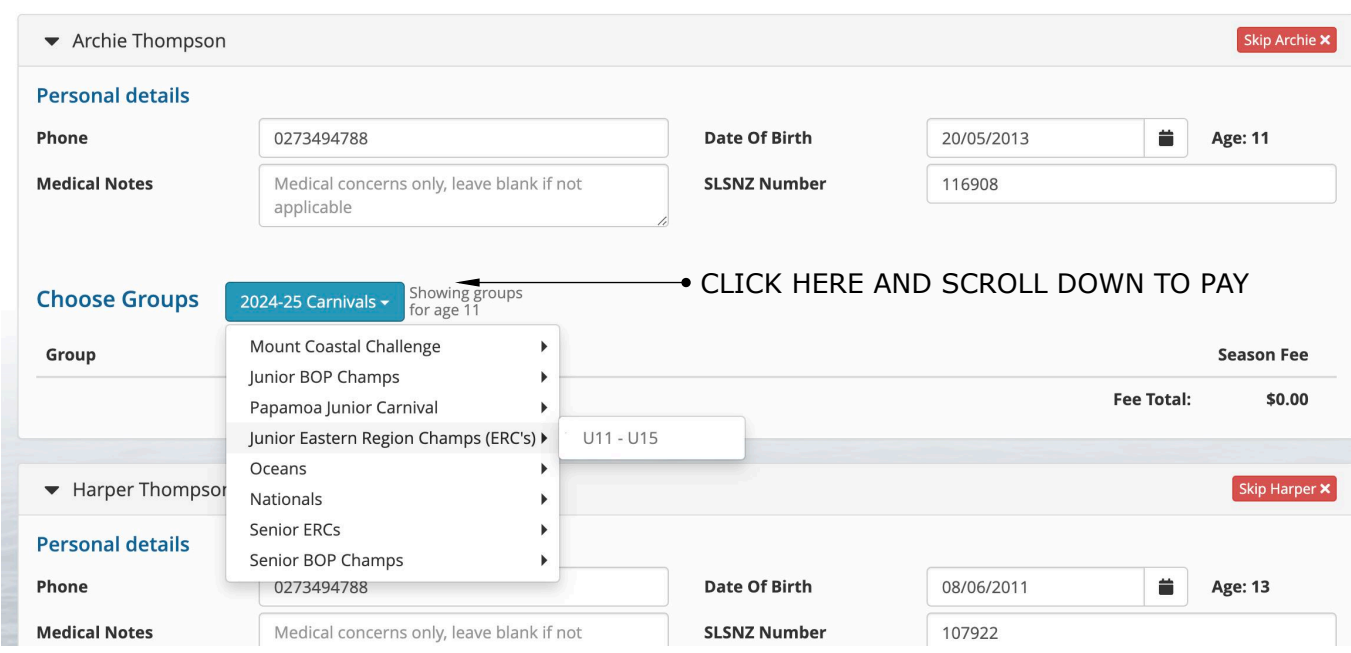 Archie Thompson
Skip Archie ×
Personal details
Phone
0273494788
Date Of Birth
20/05/2013
Age: 11
Medical Notes
Medical concerns only, leave blank if not
applicable
SLSNZ Number
116908
CLICK HERE AND SCROLL DOWN TO PAY
Choose Groups
2024-25 Carnivals
Showing groups
for age 11
Group
Season Fee
Mount Coastal Challenge
Junior BOP Champs
Papamoa Junior Carnival
Junior Eastern Region Champs (ERC's)
U11 - U15
Oceans
Nationals
Senior ERCs
Senior BOP Champs
Fee Total:
$0.00
Harper Thompson
Skip Harper ×
Personal details
Phone
0273494788
Date Of Birth
08/06/2011
Age: 13
Medical Notes
Medical concerns only, leave blank if not
SLSNZ Number
107922